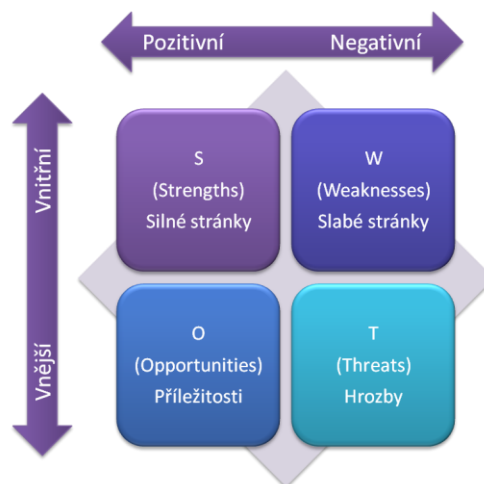 Pozitivní Negativní
Vnitřní
Vnější
S
(Strengths)
Silné stránky
W
(Weaknesses)
Slabé stránky
O
(Opportunities)
Příležitosti
T
(Threats)
Hrozby